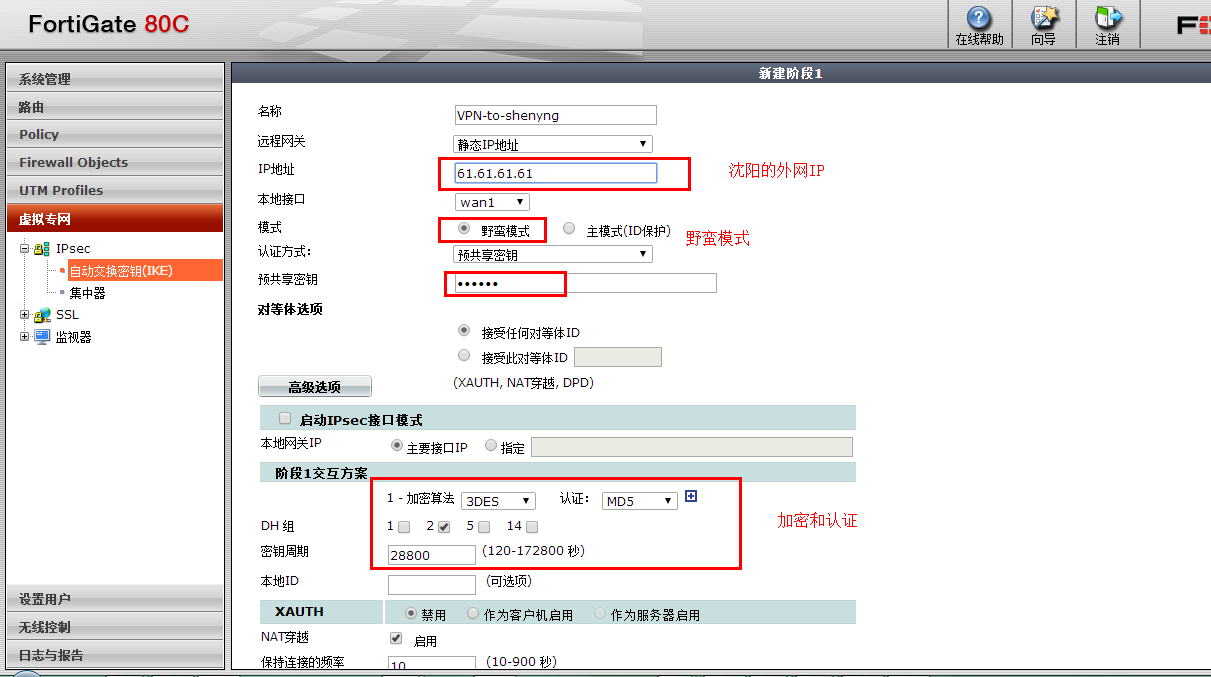 FortiGate 80C
在线帮助
向导
注销
系统管理
路由
Policy
Firewall Objects
UTM Profiles
虚拟专网
IPsec
自动交换密钥(IKE)
集中器
SSL
监视器
设置用户
无线控制
日志与报告
新建阶段1
名称 VPN-to-shenyng
远程网关 静态IP地址
IP地址 61.61.61.61 沈阳的外网IP
本地接口 wan1
模式 野蛮模式 主模式(ID保护) 野蛮模式
认证方式: 预共享密钥
预共享密钥 ••••••
对等体选项
接受任何对等体ID
接受此对等体ID
高级选项 (XAUTH, NAT穿越, DPD)
启动IPsec接口模式
本地网关IP 主要接口IP 指定
阶段1交互方案
1 - 加密算法 3DES 认证: MD5
加密和认证
DH 组 1 2 5 14
密钥周期 28800 (120-172800 秒)
本地ID (可选项)
XAUTH 禁用 作为客户机启用 作为服务器启用
NAT穿越 启用
保持连接的频率 10 (10-900 秒)